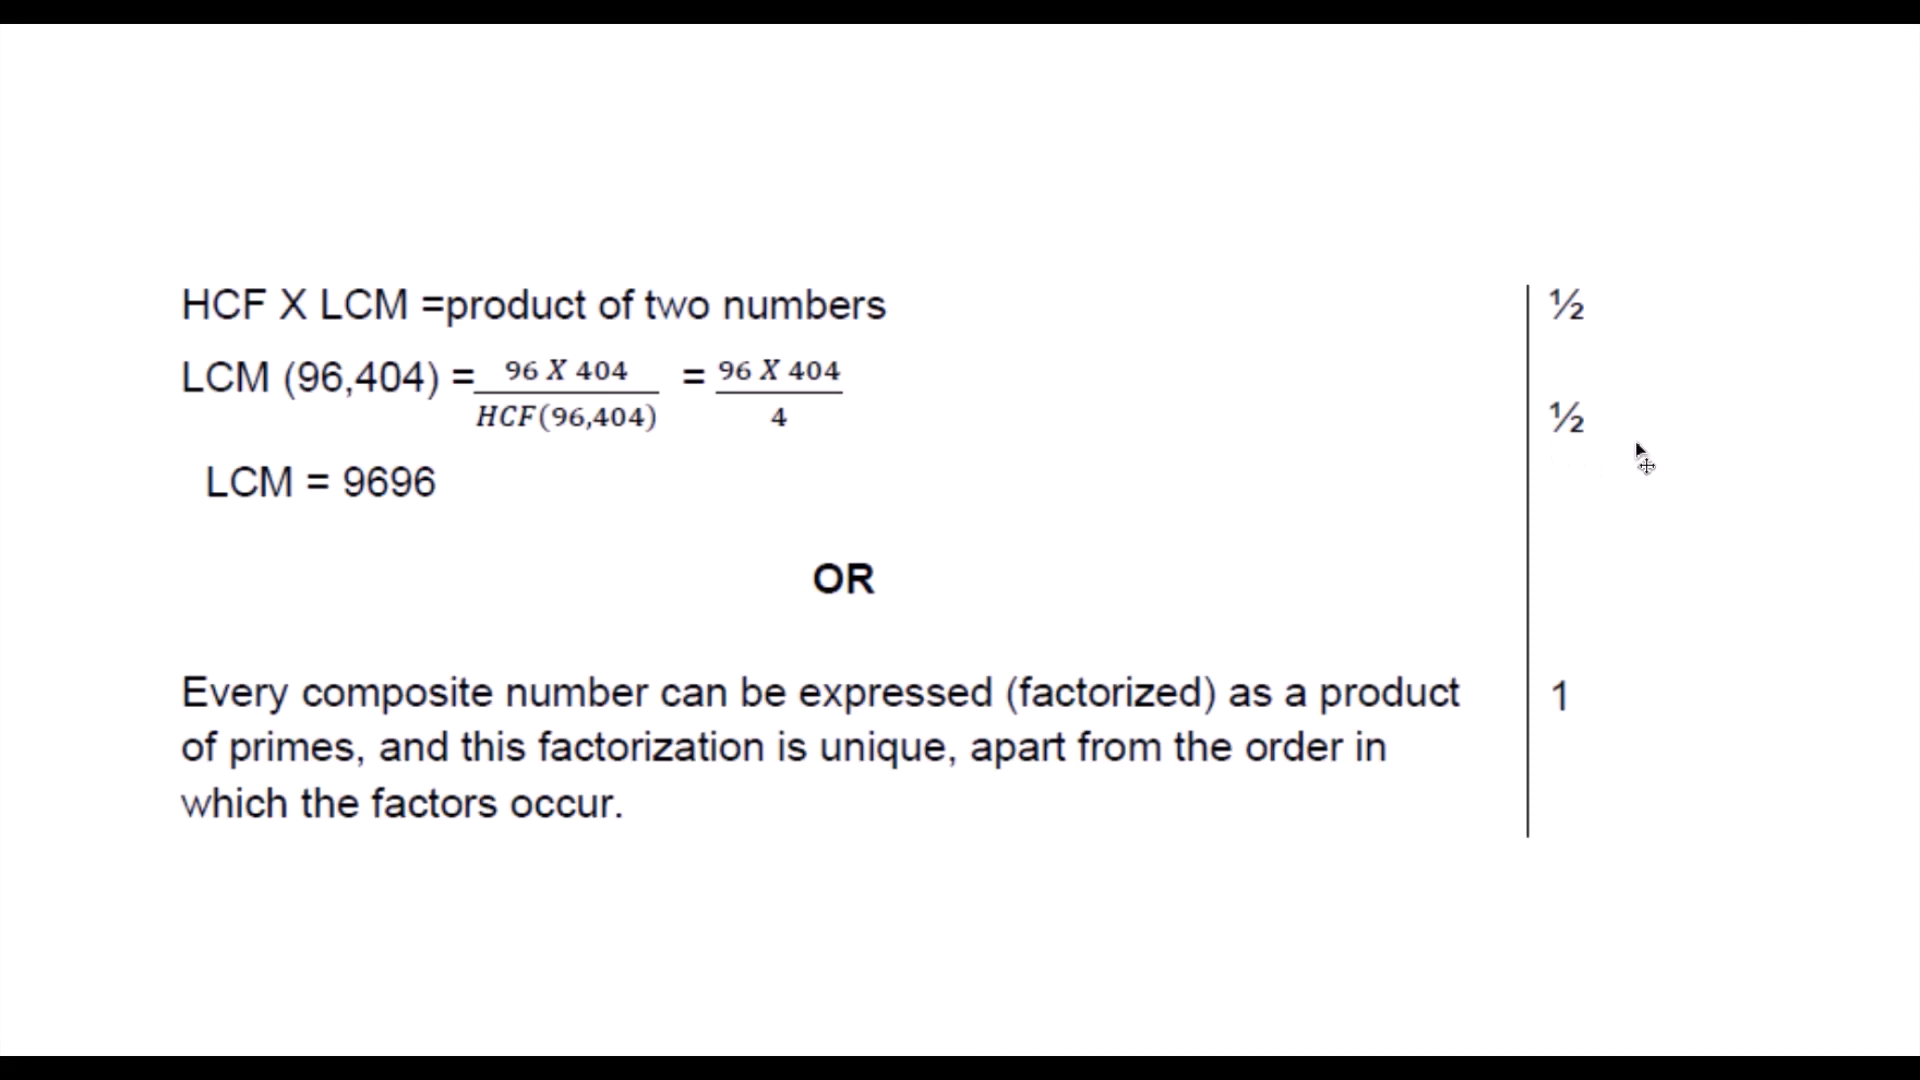 HCF X LCM =product of two numbers ½
LCM (96,404) = 96 X 404 / HCF(96,404) = 96 X 404 / 4 ½
LCM = 9696
OR
Every composite number can be expressed (factorized) as a product 1
of primes, and this factorization is unique, apart from the order in
which the factors occur.